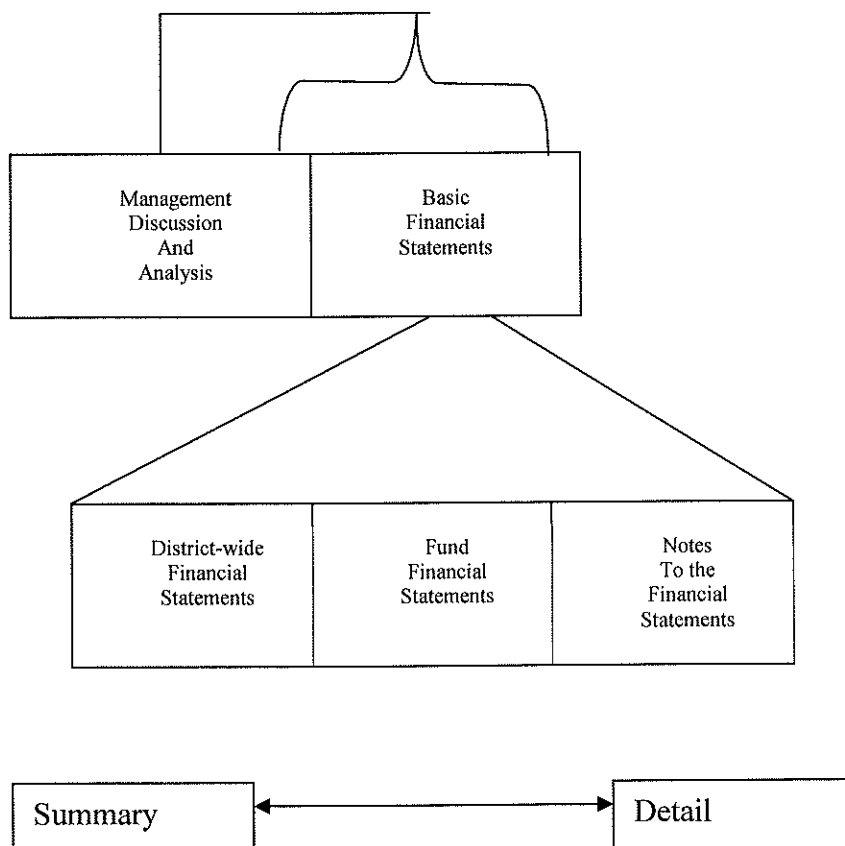 Management
Discussion
And
Analysis
Basic
Financial
Statements
District-wide
Financial
Statements
Fund
Financial
Statements
Notes
To the
Financial
Statements
Summary
Detail